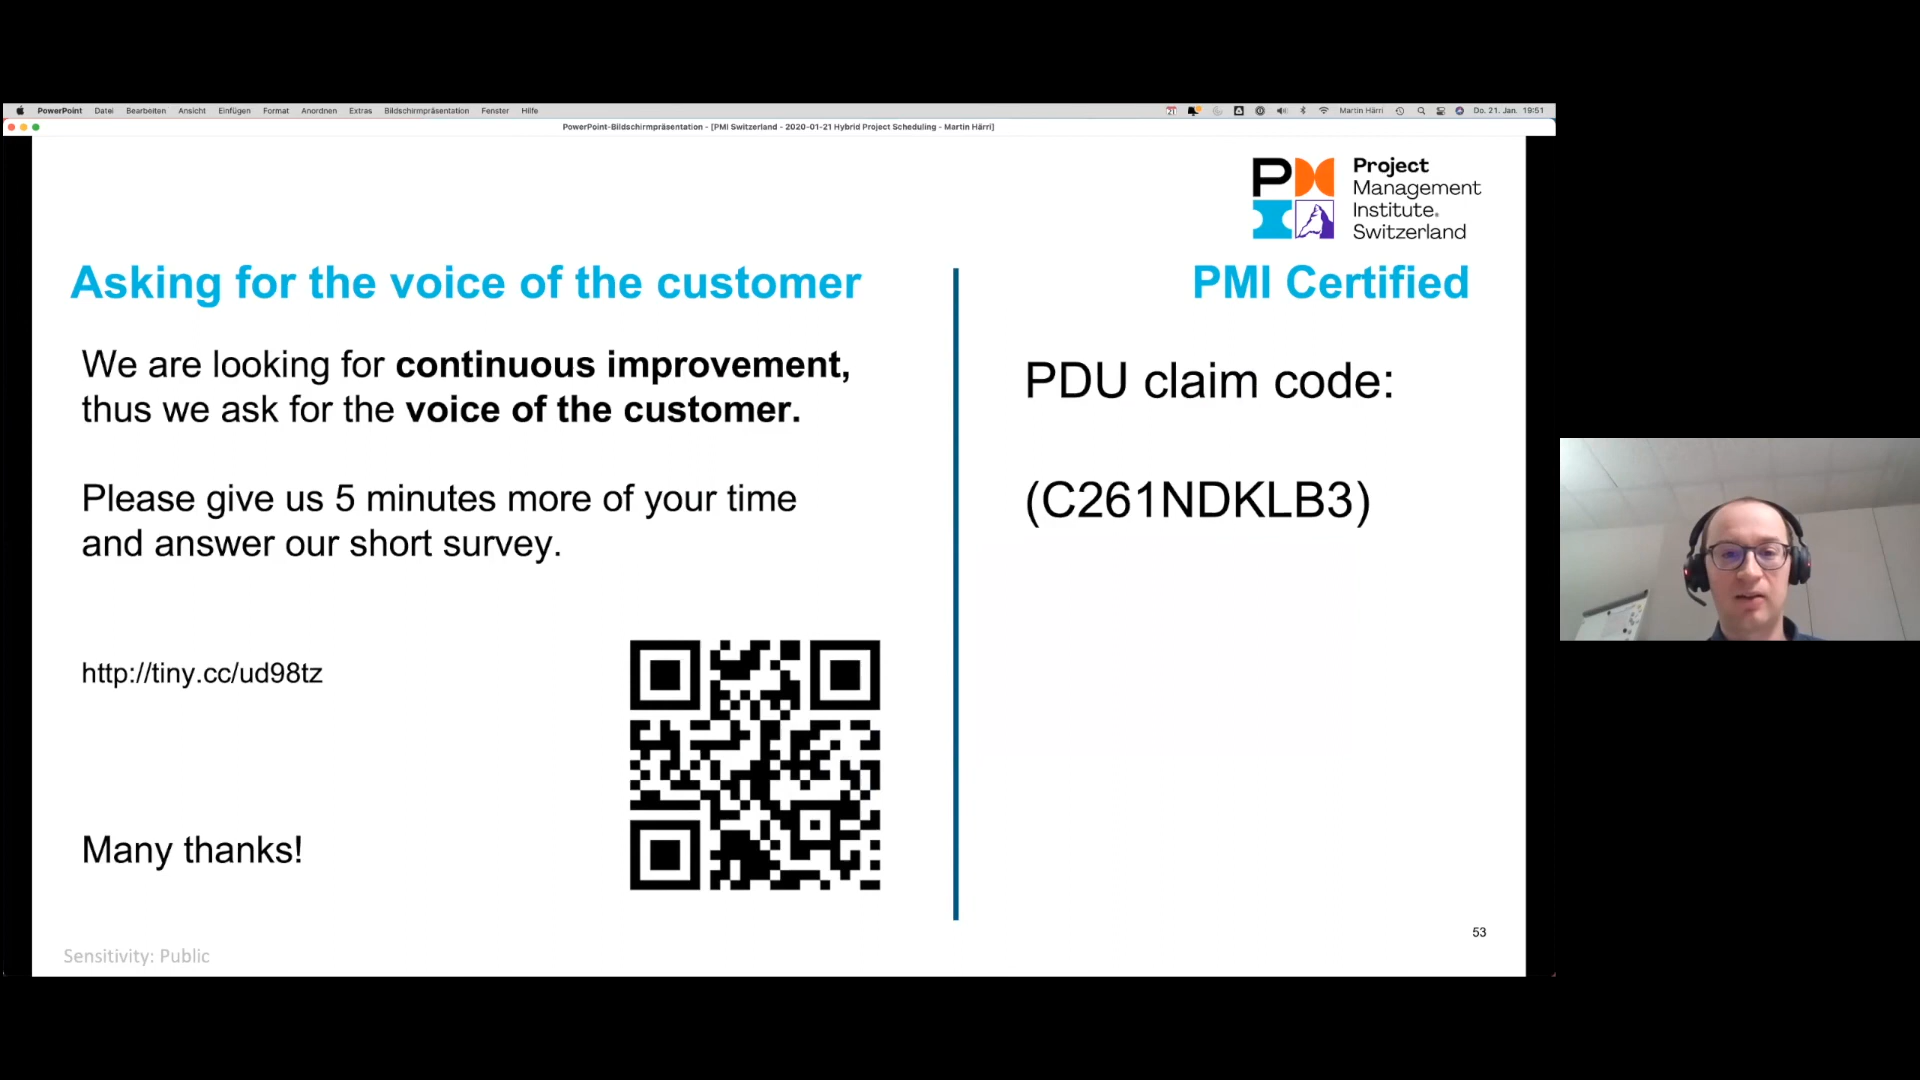 PowerPoint Datei Bearbeiten Ansicht Einfügen Format Anordnen Extras Bildschirmpräsentation Fenster Hilfe
21 Martin Härri Do. 21. Jan. 19:51
PowerPoint-Bildschirmpräsentation - [PMI Switzerland - 2020-01-21 Hybrid Project Scheduling - Martin Härri]
Project
Management
Institute.
Switzerland
Asking for the voice of the customer
We are looking for continuous improvement,
thus we ask for the voice of the customer.
Please give us 5 minutes more of your time
and answer our short survey.
http://tiny.cc/ud98tz
Many thanks!
PMI Certified
PDU claim code:
(C261NDKLB3)
53
Sensitivity: Public